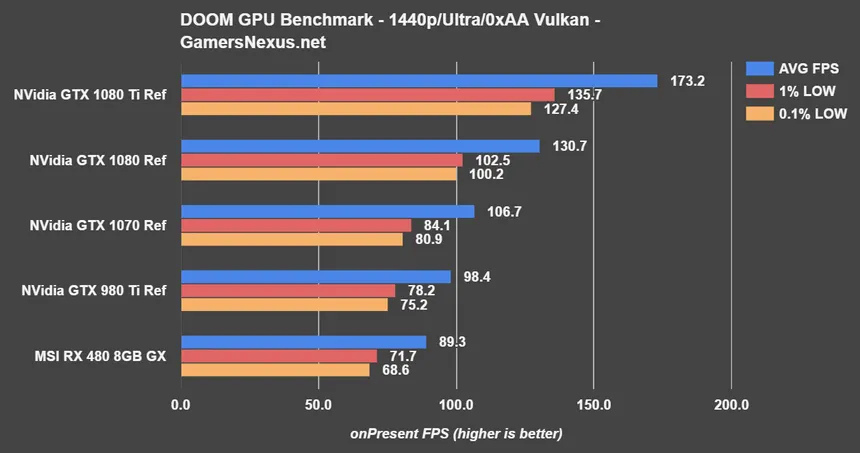 DOOM GPU Benchmark - 1440p/Ultra/0xAA Vulkan -
GamersNexus.net
AVG FPS
1% LOW
0.1% LOW
NVidia GTX 1080 Ti Ref
173.2
135.7
127.4
NVidia GTX 1080 Ref
130.7
102.5
100.2
NVidia GTX 1070 Ref
106.7
84.1
80.9
NVidia GTX 980 Ti Ref
98.4
78.2
75.2
MSI RX 480 8GB GX
89.3
71.7
68.6
0.0 50.0 100.0 150.0 200.0
onPresent FPS (higher is better)